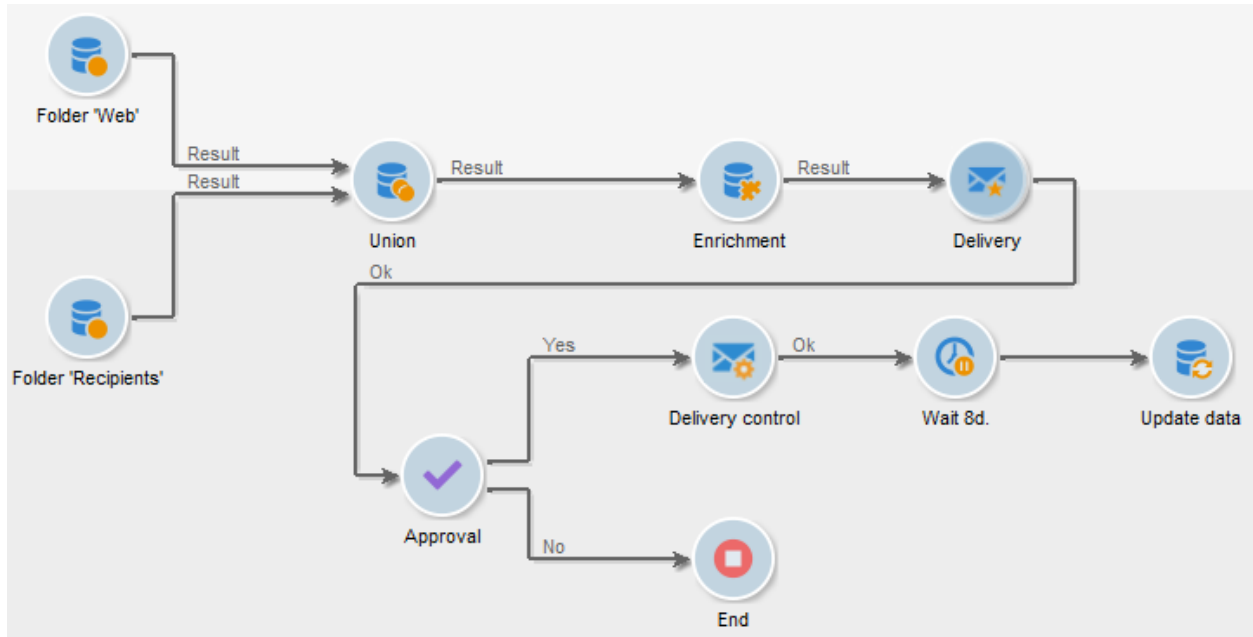 Folder 'Web'
Result
Result
Result
Result
Union
Enrichment
Delivery
Ok
Folder 'Recipients'
Yes
Ok
Delivery control
Wait 8d.
Update data
Approval
No
End